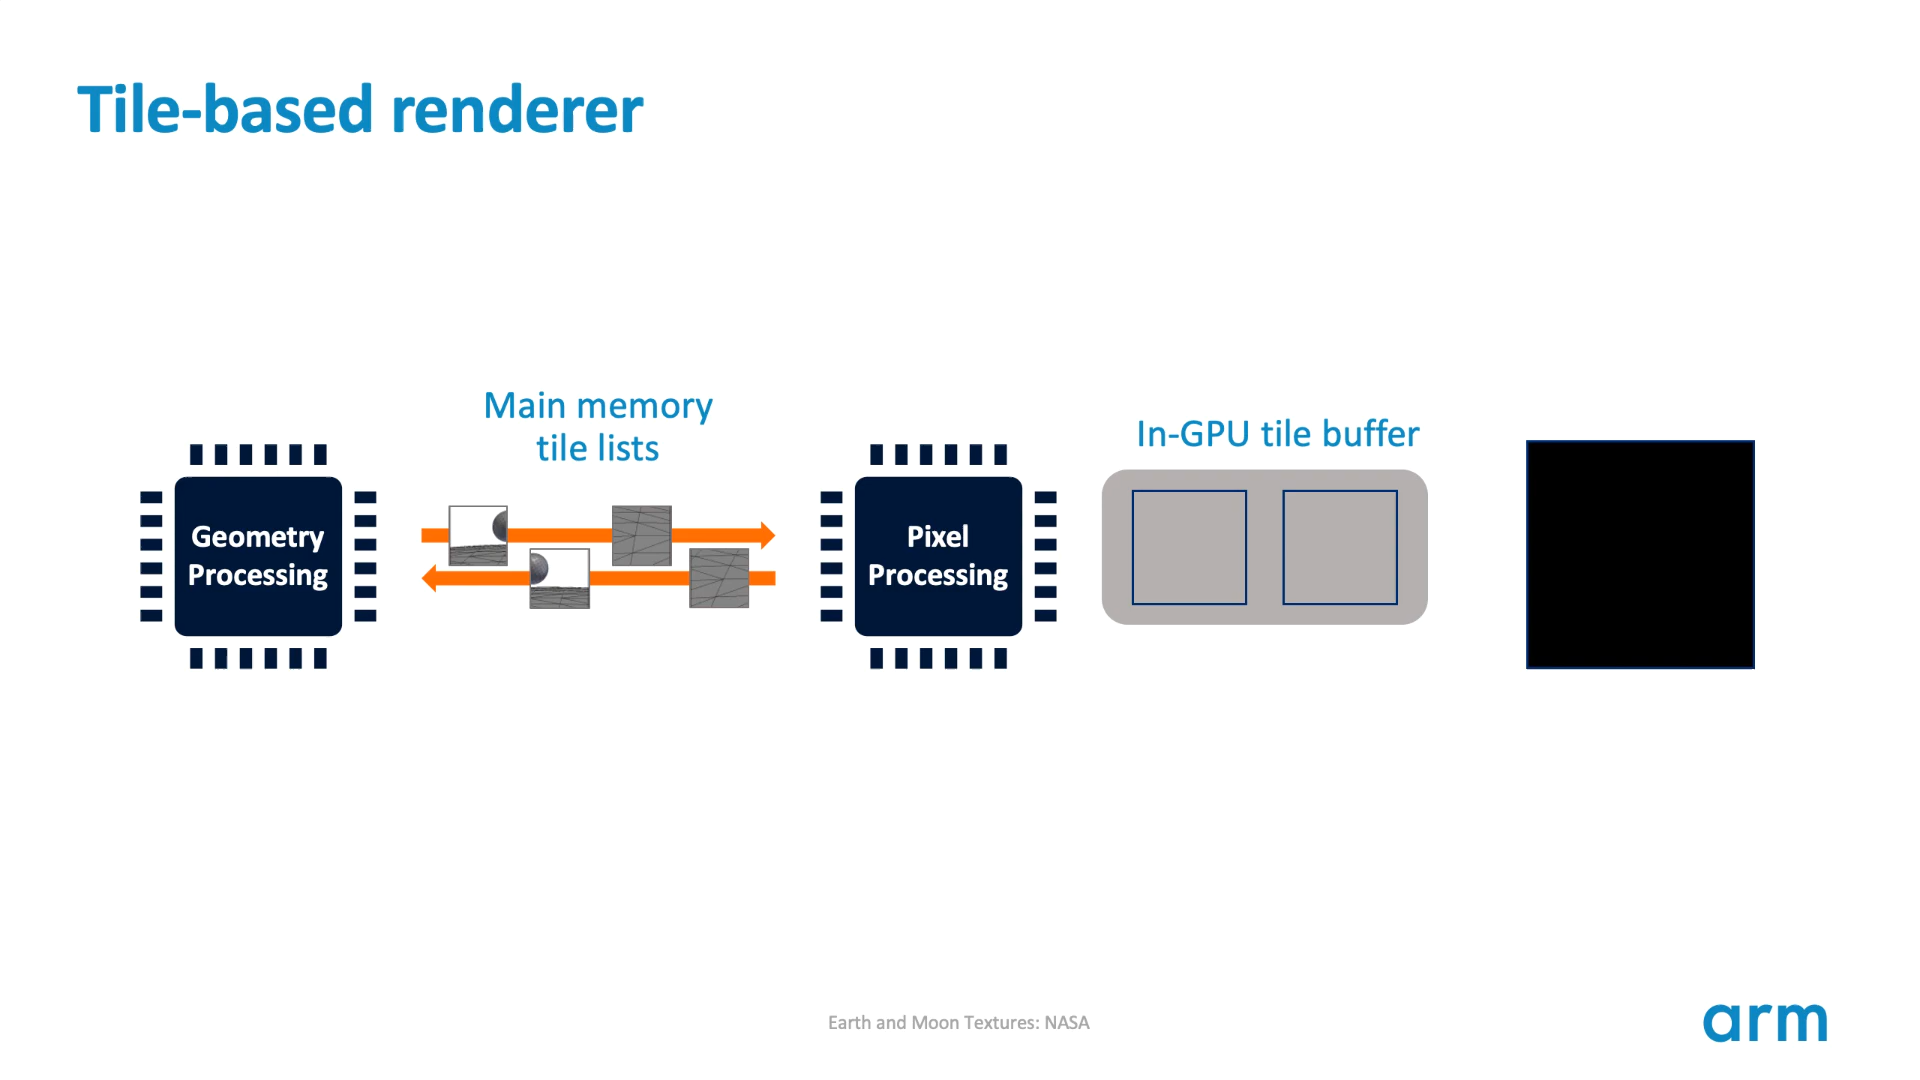 Tile-based renderer
Main memory
tile lists
In-GPU tile buffer
Geometry
Processing
Pixel
Processing
Earth and Moon Textures: NASA
arm